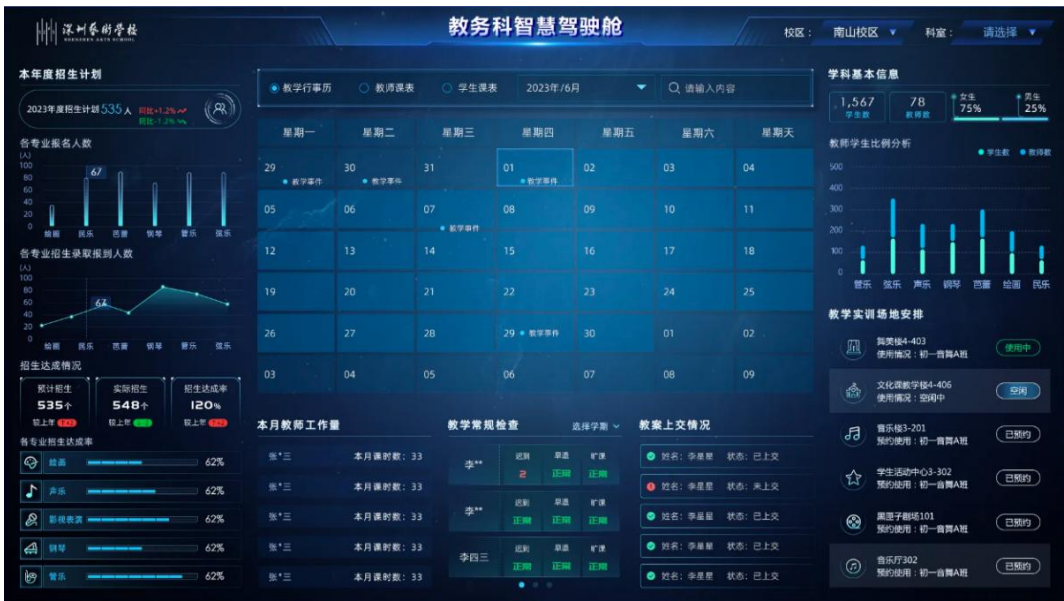 深圳艺术学校
SHENZHEN ARTS SCHOOL
教务科智慧驾驶舱
校区： 南山校区 科室： 请选择
本年度招生计划
2023年度招生计划 535 人 同比+1.2% 同比-1.2%
各专业报名人数
(人)
100
80
60
40
20
0
67
绘画 民乐 芭蕾 钢琴 管乐 弦乐
各专业招生录取报到人数
(人)
100
80
60
40
20
0
63
绘画 民乐 芭蕾 钢琴 管乐 弦乐
招生达成情况
预计招生 实际招生 招生达成率
535个 548个 120%
较上年 较上年 较上年
各专业招生达成率
绘画 62%
声乐 62%
影视表演 62%
钢琴 62%
管乐 62%
教学行事历 教师课表 学生课表 2023年/6月 请输入内容
星期一 星期二 星期三 星期四 星期五 星期六 星期天
29 30 31 01 02 03 04
教学事件 教学事件 教学事件
05 06 07 08 09 10 11
教学事件
12 13 14 15 16 17 18
19 20 21 22 23 24 25
26 27 28 29 教学事件 30 01 02
03 04 05 06 07 08 09
本月教师工作量
张*三 本月课时数：33
张*三 本月课时数：33
张*三 本月课时数：33
张*三 本月课时数：33
张*三 本月课时数：33
教学常规检查 选择学期
李** 迟到 早退 旷课
2 正常 正常
李** 迟到 早退 旷课
正常 正常 正常
李四三 迟到 早退 旷课
正常 正常 正常
教案上交情况
姓名：李星星 状态：已上交
姓名：李星星 状态：未上交
姓名：李星星 状态：已上交
姓名：李星星 状态：已上交
姓名：李星星 状态：已上交
学科基本信息
1,567 78 女生 男生
学生数 教师数 75% 25%
教师学生比例分析
学生数 教师数
500
400
300
200
100
0
管乐 弦乐 声乐 钢琴 芭蕾 绘画 民乐
教学实训场地安排
舞美楼4-403
使用情况：初一音舞A班 使用中
文化课教学楼4-406
使用情况：空闲中 空闲
音乐楼3-201
预约使用：初一音舞A班 已预约
学生活动中心3-302
预约使用：初一音舞A班 已预约
黑匣子剧场101
预约使用：初一音舞A班 已预约
音乐厅302
预约使用：初一音舞A班 已预约